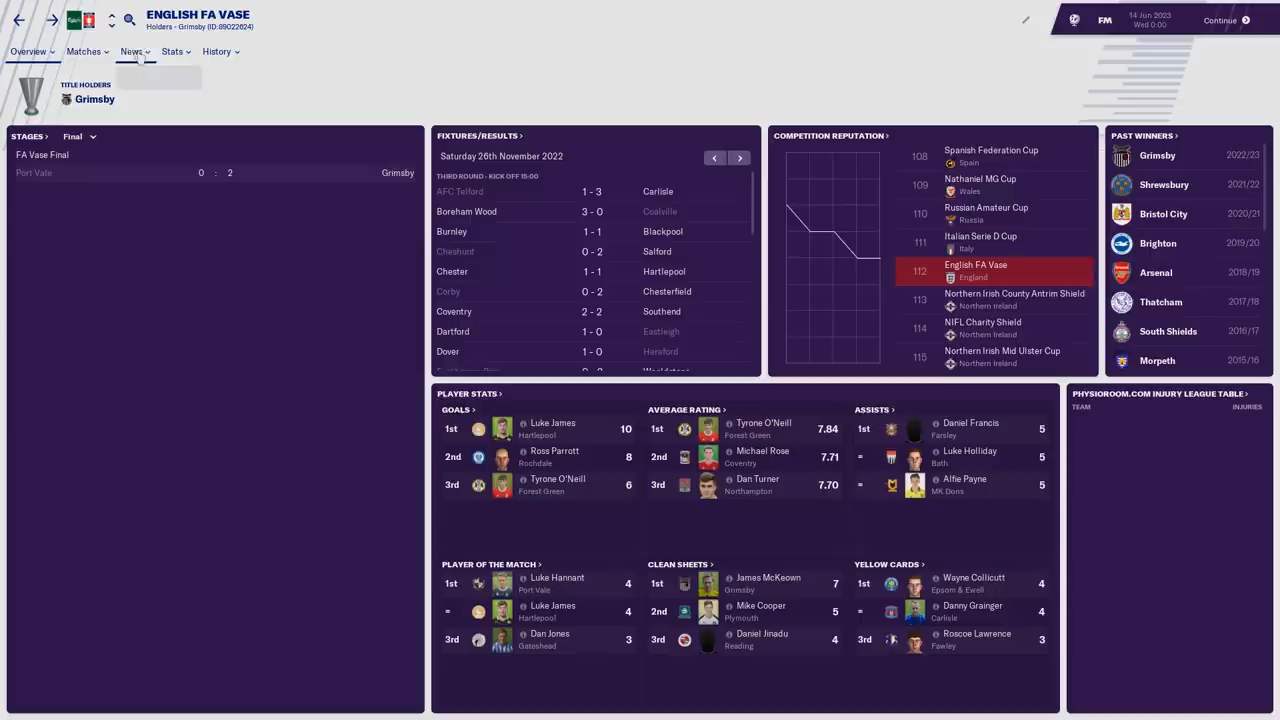 ENGLISH FA VASE
Holders - Grimsby (ID:89022624)
FM
14 Jun 2023
Wed 0:00
Continue
Overview
Matches
News
Stats
History
TITLE HOLDERS
Grimsby
STAGES >
Final
FA Vase Final
Port Vale 0 : 2 Grimsby
FIXTURES/RESULTS >
Saturday 26th November 2022
THIRD ROUND - KICK OFF 15:00
AFC Telford 1 - 3 Carlisle
Boreham Wood 3 - 0 Coalville
Burnley 1 - 1 Blackpool
Cheshunt 0 - 2 Salford
Chester 1 - 1 Hartlepool
Corby 0 - 2 Chesterfield
Coventry 2 - 2 Southend
Dartford 1 - 0 Eastleigh
Dover 1 - 0 Hereford
COMPETITION REPUTATION >
108 Spanish Federation Cup
Spain
109 Nathaniel MG Cup
Wales
110 Russian Amateur Cup
Russia
111 Italian Serie D Cup
Italy
112 English FA Vase
England
113 Northern Irish County Antrim Shield
Northern Ireland
114 NIFL Charity Shield
Northern Ireland
115 Northern Irish Mid Ulster Cup
Northern Ireland
PAST WINNERS >
Grimsby 2022/23
Shrewsbury 2021/22
Bristol City 2020/21
Brighton 2019/20
Arsenal 2018/19
Thatcham 2017/18
South Shields 2016/17
Morpeth 2015/16
PLAYER STATS >
GOALS >
1st Luke James 10
Hartlepool
2nd Ross Parrott 8
Rochdale
3rd Tyrone O'Neill 6
Forest Green
AVERAGE RATING >
1st Tyrone O'Neill 7.84
Forest Green
2nd Michael Rose 7.71
Coventry
3rd Dan Turner 7.70
Northampton
ASSISTS >
1st Daniel Francis 5
Farsley
= Luke Holliday 5
Bath
= Alfie Payne 5
MK Dons
PLAYER OF THE MATCH >
1st Luke Hannant 4
Port Vale
= Luke James 4
Hartlepool
3rd Dan Jones 3
Gateshead
CLEAN SHEETS >
1st James McKeown 7
Grimsby
2nd Mike Cooper 5
Plymouth
3rd Daniel Jinadu 4
Reading
YELLOW CARDS >
1st Wayne Collicutt 4
Epsom & Ewell
= Danny Grainger 4
Carlisle
3rd Roscoe Lawrence 3
Fawley
PHYSIOROOM.COM INJURY LEAGUE TABLE >
TEAM INJURIES